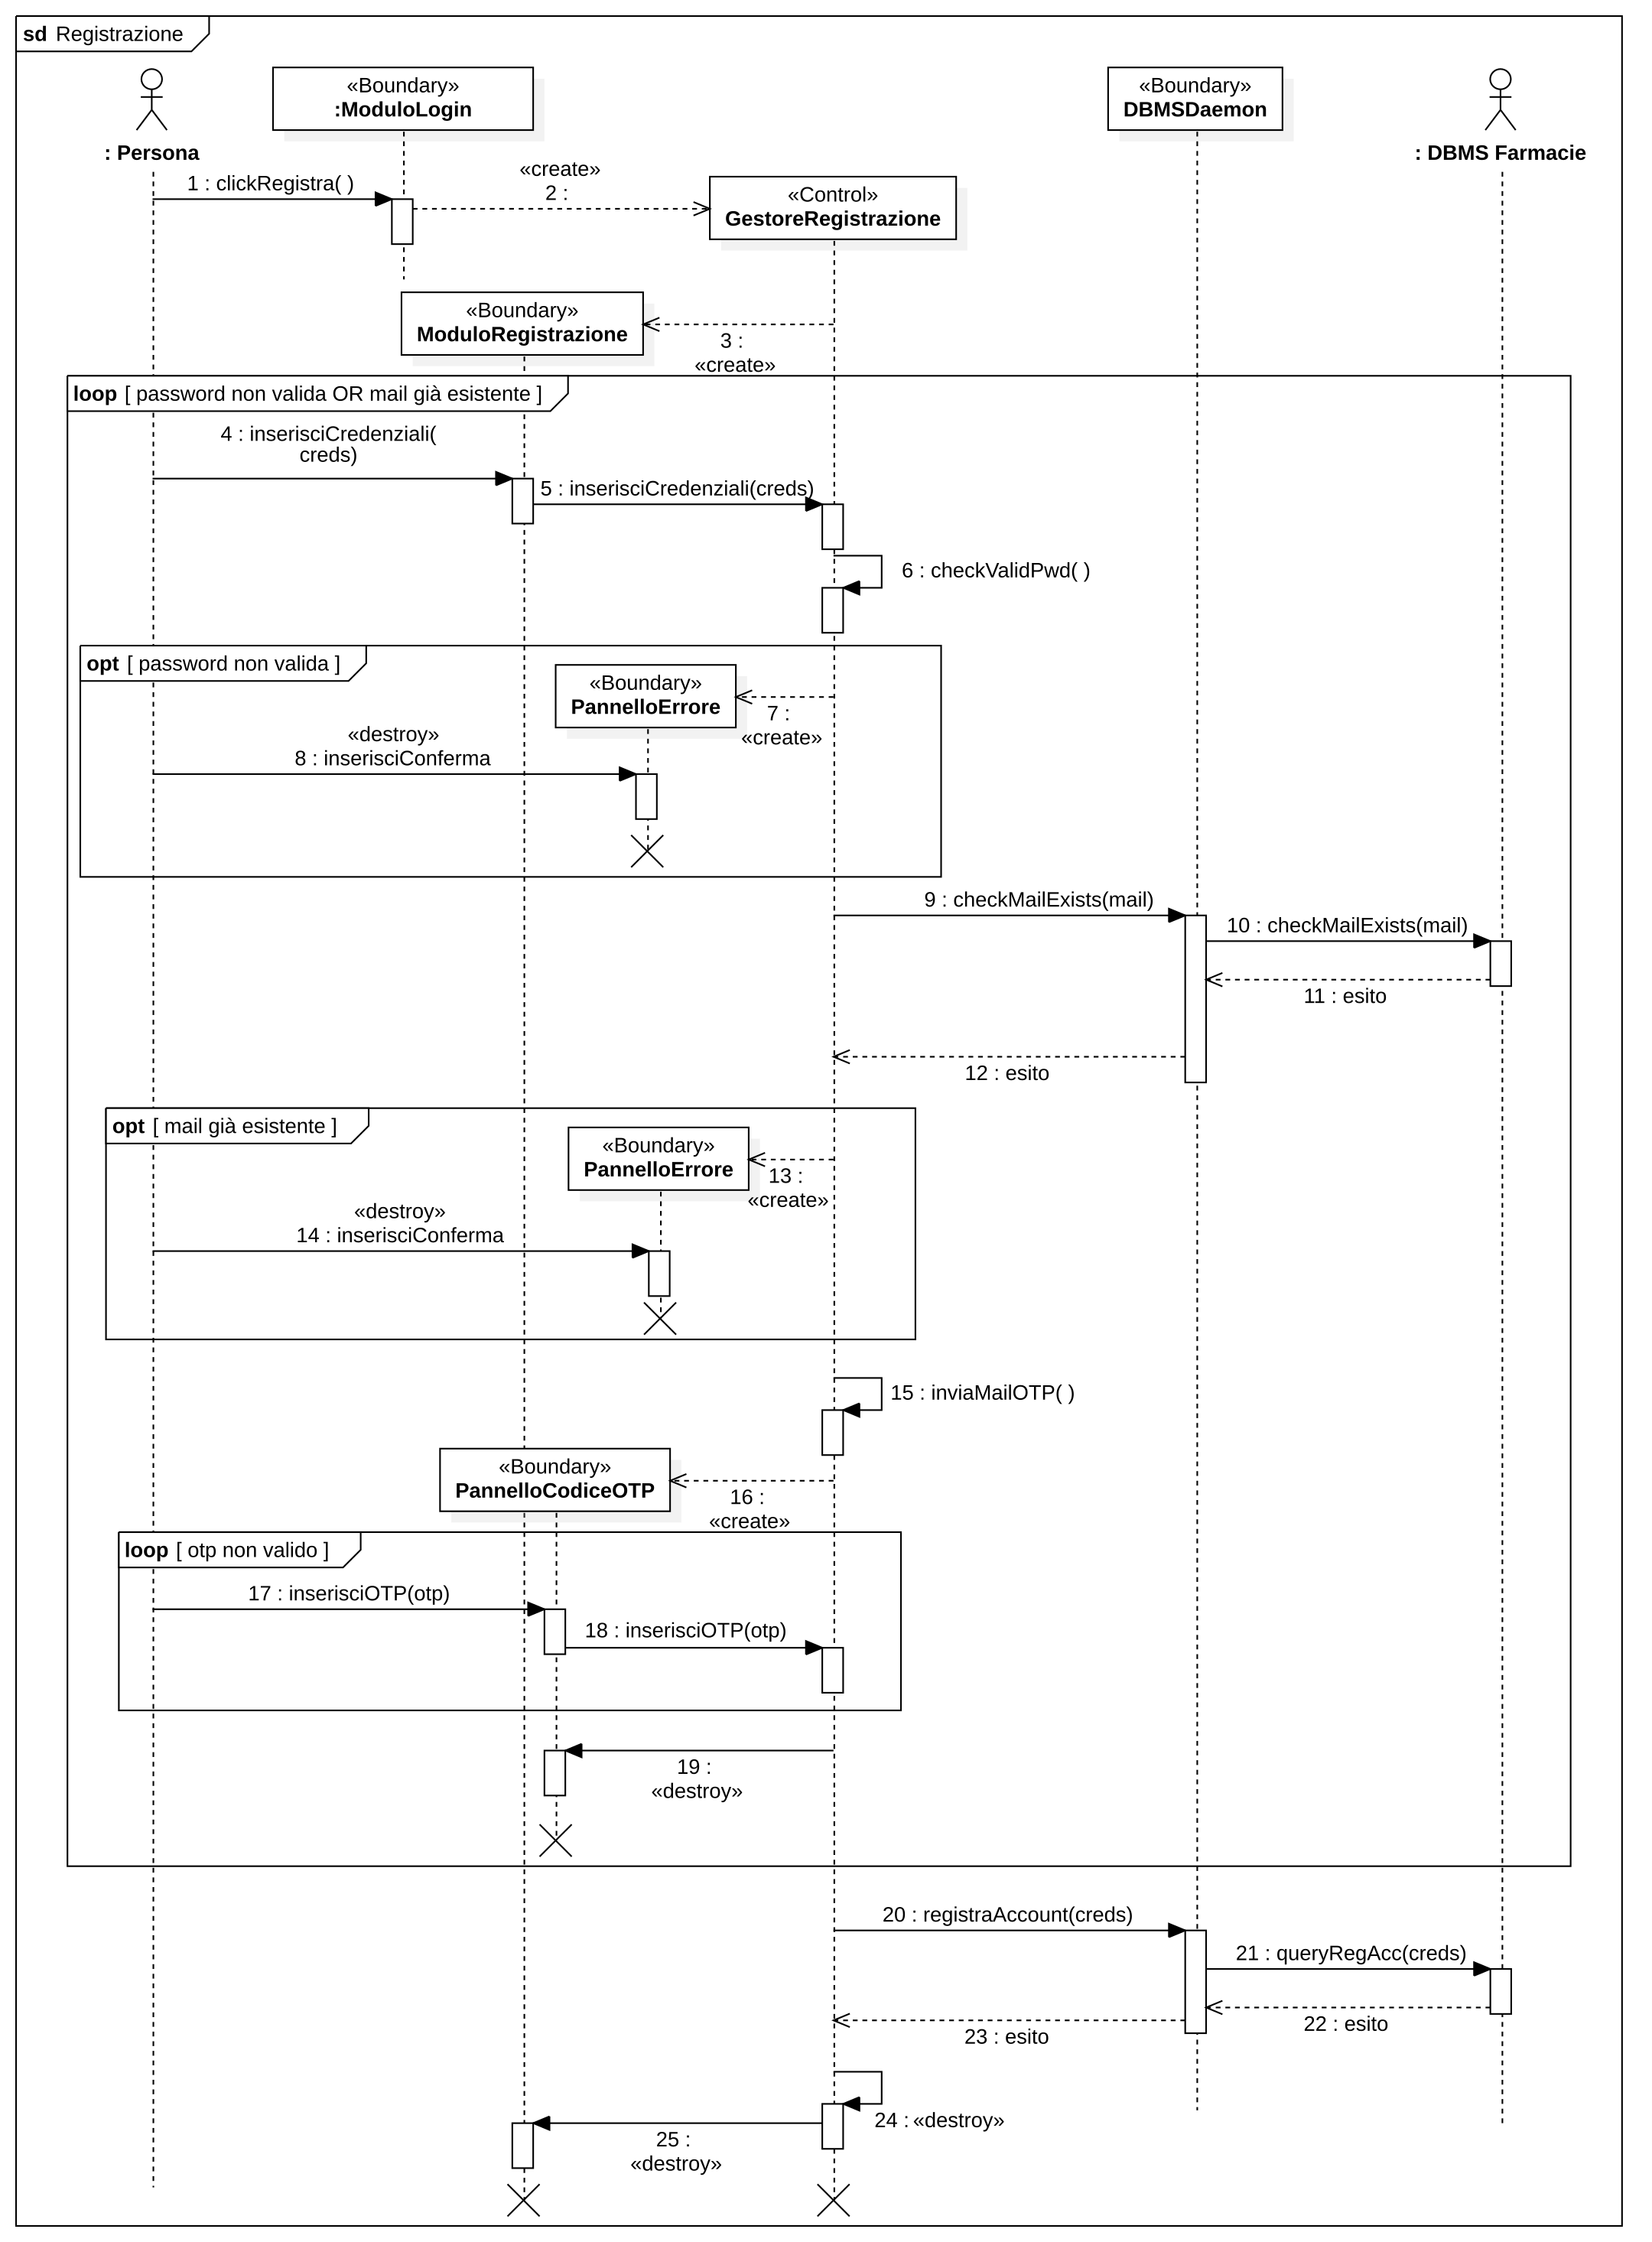 sd Registrazione
«Boundary»
:ModuloLogin
«Boundary»
DBMSDaemon
: Persona
: DBMS Farmacie
1 : clickRegistra( )
«create»
2 :
«Control»
GestoreRegistrazione
«Boundary»
ModuloRegistrazione
3 :
«create»
loop [ password non valida OR mail già esistente ]
4 : inserisciCredenziali(
creds)
5 : inserisciCredenziali(creds)
6 : checkValidPwd( )
opt [ password non valida ]
«Boundary»
PannelloErrore
7 :
«create»
«destroy»
8 : inserisciConferma
9 : checkMailExists(mail)
10 : checkMailExists(mail)
11 : esito
12 : esito
opt [ mail già esistente ]
«Boundary»
PannelloErrore
13 :
«create»
«destroy»
14 : inserisciConferma
15 : inviaMailOTP( )
«Boundary»
PannelloCodiceOTP
16 :
«create»
loop [ otp non valido ]
17 : inserisciOTP(otp)
18 : inserisciOTP(otp)
19 :
«destroy»
20 : registraAccount(creds)
21 : queryRegAcc(creds)
22 : esito
23 : esito
24 : «destroy»
25 :
«destroy»